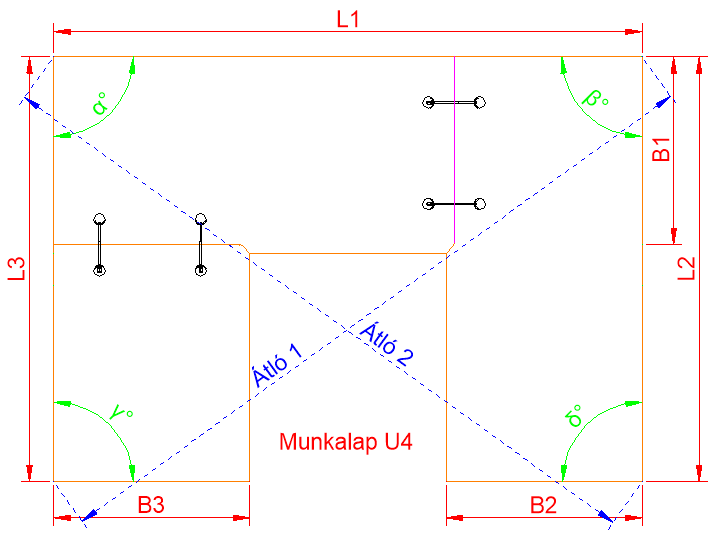 L1
α°
β°
B1
L3
L2
Átló 1
Átló 2
γ°
δ°
Munkalap U4
B3
B2